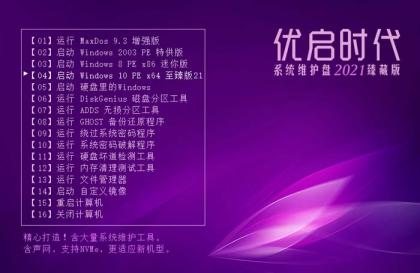 优启时代
系统维护盘2021臻藏版
【01】运行 MaxDos 9.3 增强版
【02】启动 Windows 2003 PE 特供版
【03】启动 Windows 8 PE x86 迷你版
【04】启动 Windows 10 PE x64 至臻版21
【05】启动 硬盘里的Windows
【06】运行 DiskGenius 磁盘分区工具
【07】运行 ADDS 无损分区工具
【08】运行 GHOST 备份还原程序
【09】运行 绕过系统密码程序
【10】运行 系统密码破解程序
【11】运行 硬盘坏道检测工具
【12】运行 内存清理测试工具
【13】运行 文件管理器
【14】启动 自定义镜像
【15】重启计算机
【16】关闭计算机
精心打造！含大量系统维护工具，
含声网，支持NVMe，更适应新机型。